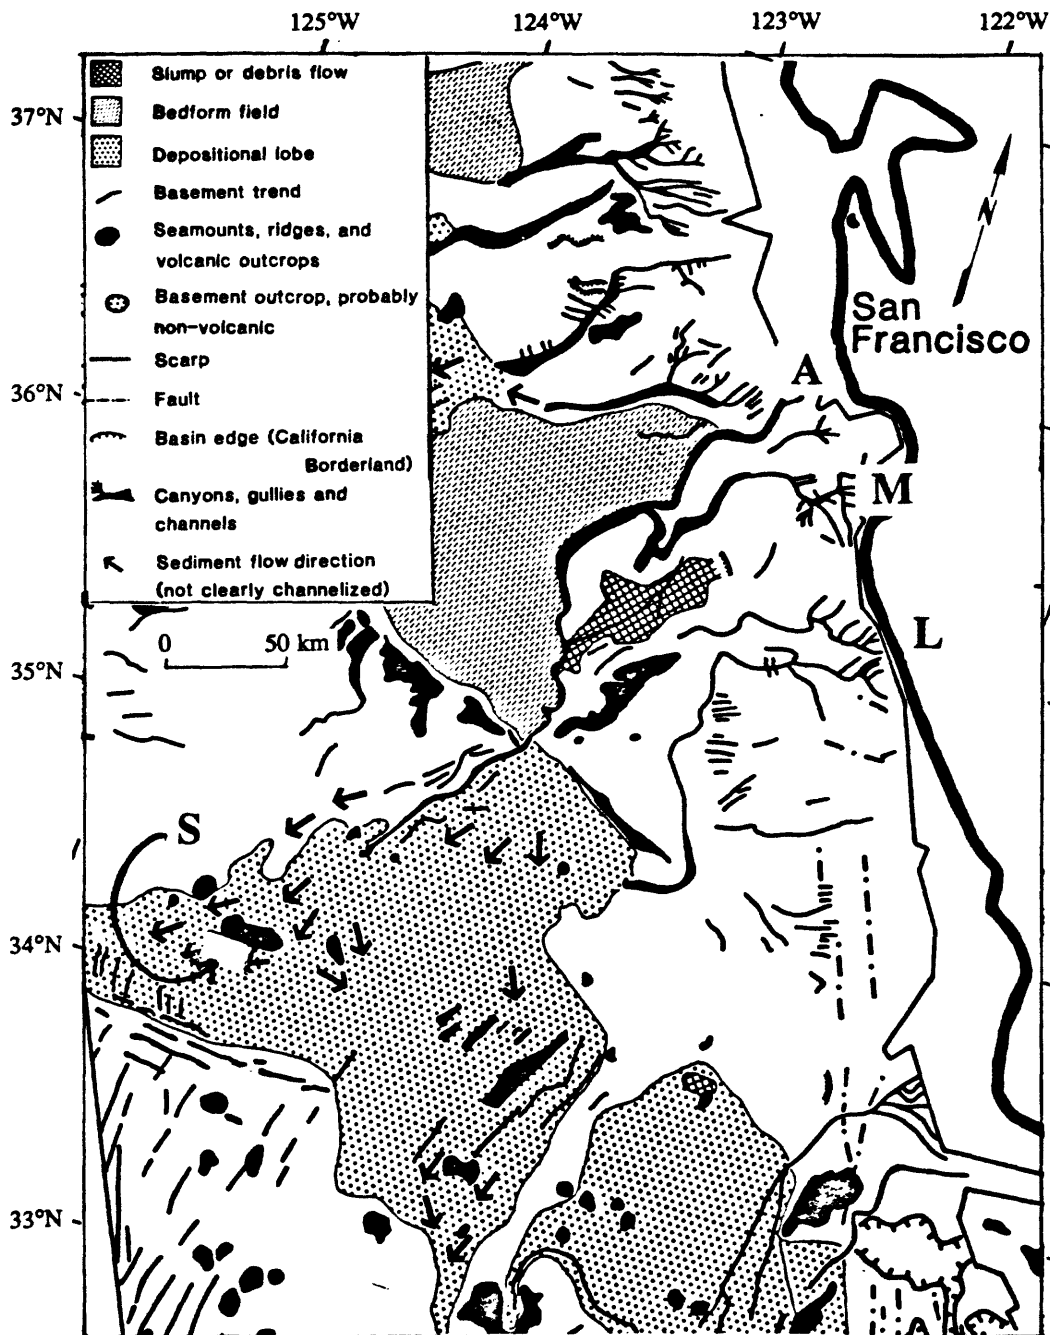 125°W 124°W 123°W 122°W
37°N
36°N
35°N
34°N
33°N
Slump or debris flow
Bedform field
Depositional lobe
Basement trend
Seamounts, ridges, and
volcanic outcrops
Basement outcrop, probably
non-volcanic
Scarp
Fault
Basin edge (California
Borderland)
Canyons, gullies and
channels
Sediment flow direction
(not clearly channelized)
0 50 km
N
San
Francisco
A
M
L
S